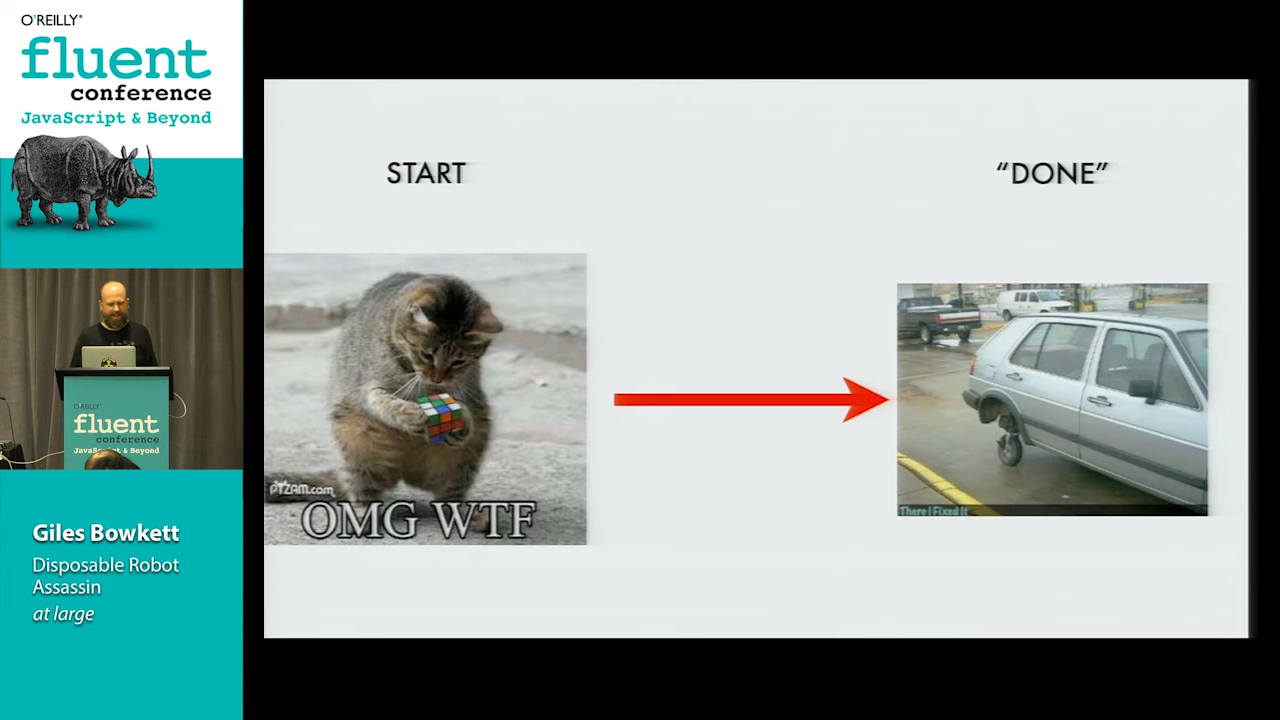 O'REILLY®
fluent
conference
JavaScript & Beyond
O'REILLY®
fluent
conference
JavaScript & Beyond
Giles Bowkett
Disposable Robot
Assassin
at large
START
"DONE"
PYZAM.com
OMG WTF
There I Fixed It